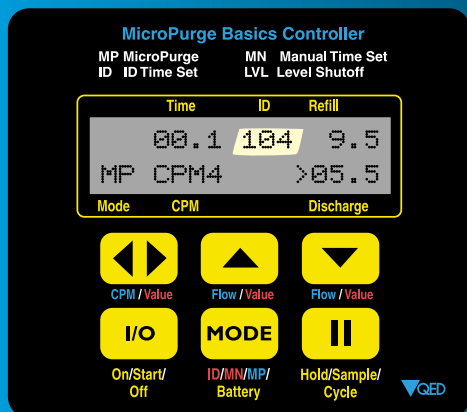 MicroPurge Basics Controller
MP MicroPurge MN Manual Time Set
ID ID Time Set LVL Level Shutoff
Time ID Refill
00.1 104 9.5
MP CPM4 >05.5
Mode CPM Discharge
CPM / Value Flow / Value Flow / Value
I/O MODE
On/Start/ ID/MN/MP/ Hold/Sample/
Off Battery Cycle
QED